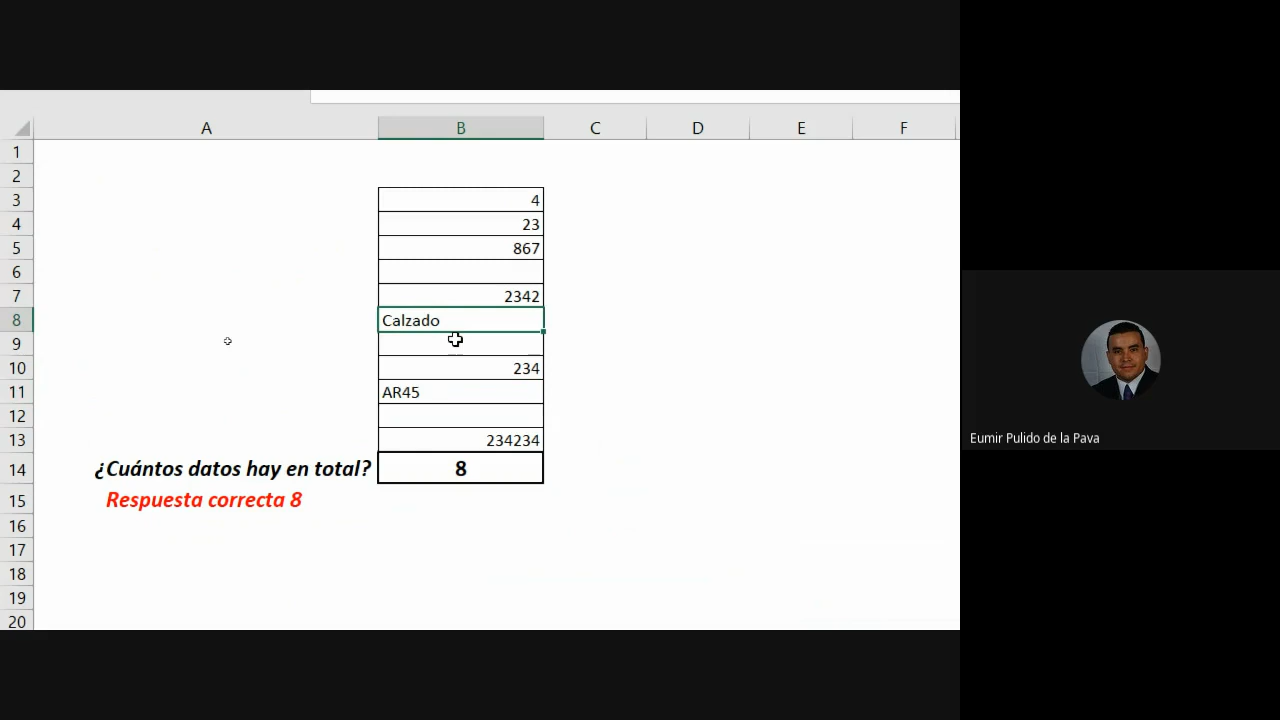 A B C D E F
1
2
3 4
4 23
5 867
6
7 2342
8 Calzado
9
10 234
11 AR45
12
13 234234
14 ¿Cuántos datos hay en total? 8
15 Respuesta correcta 8
16
17
18
19
20
Eumir Pulido de la Pava